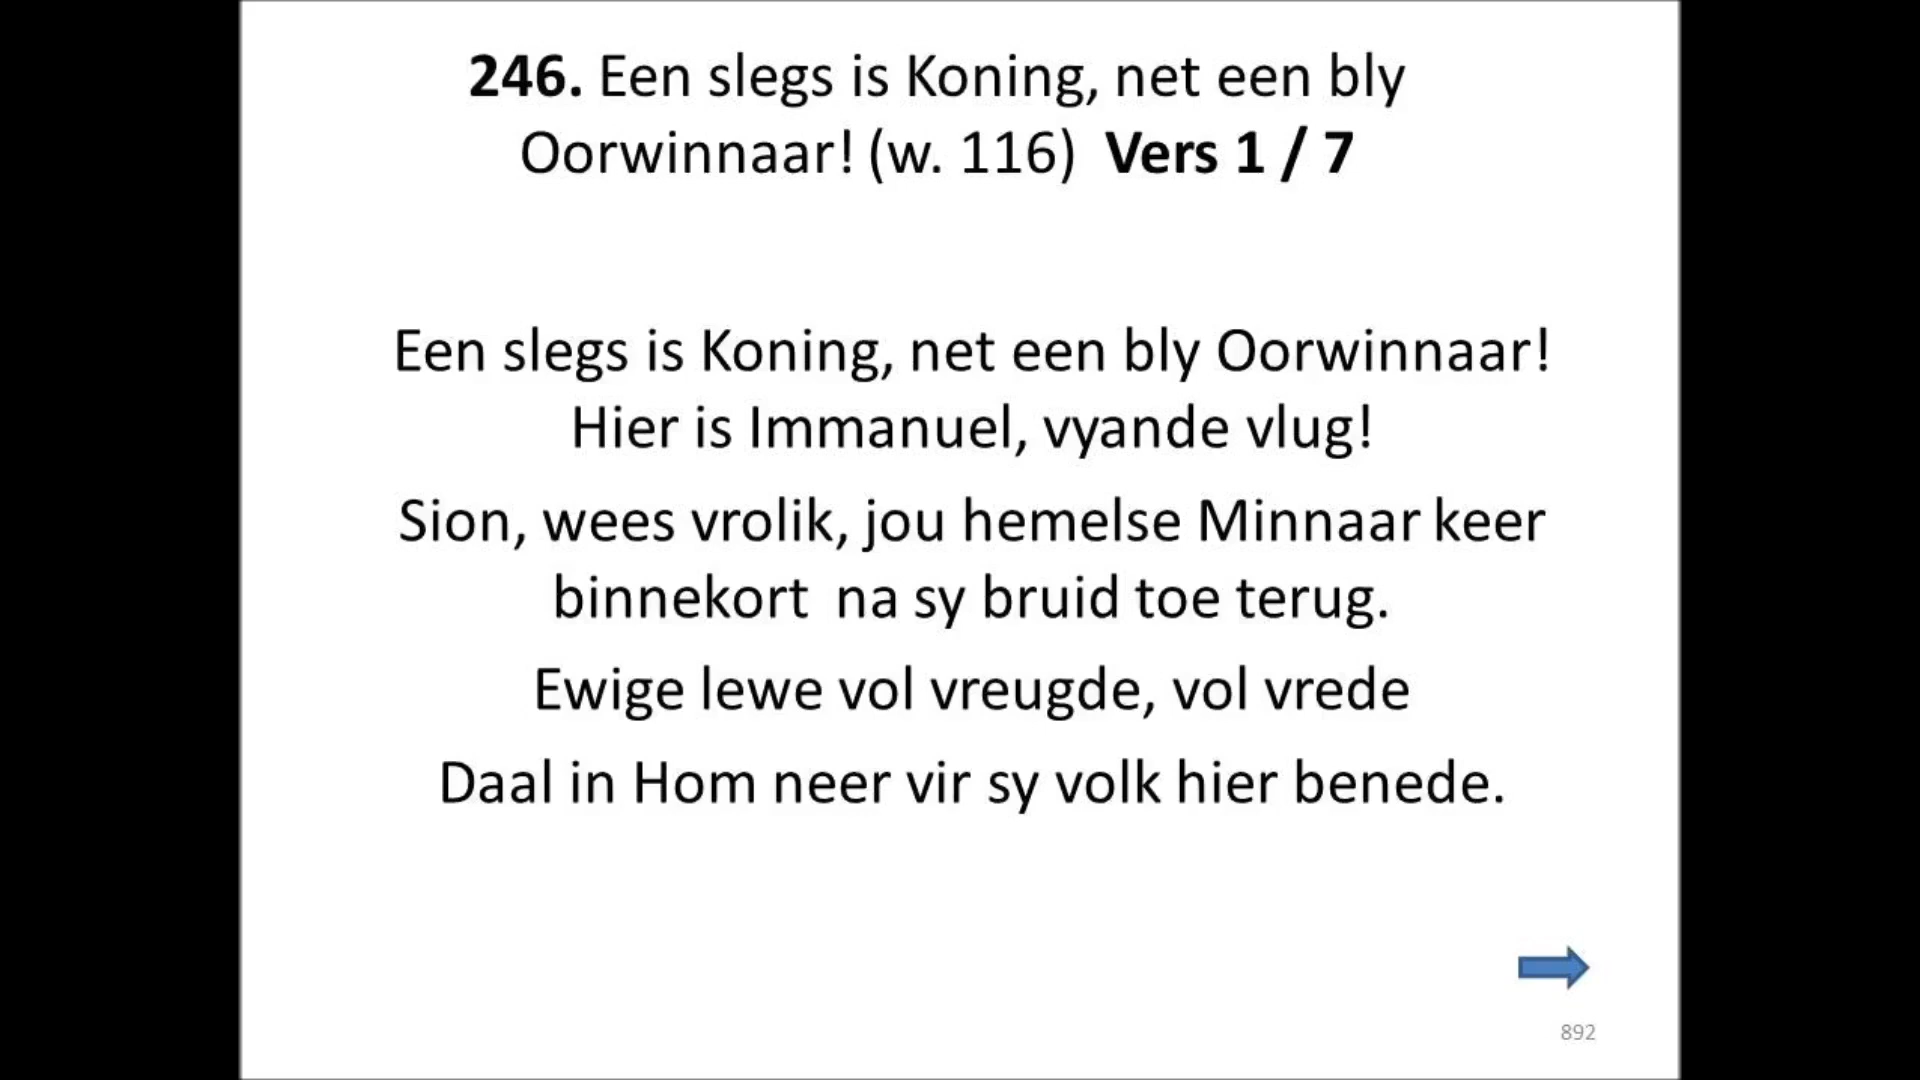 246. Een slegs is Koning, net een bly
Oorwinnaar! (w. 116) Vers 1 / 7
Een slegs is Koning, net een bly Oorwinnaar!
Hier is Immanuel, vyande vlug!
Sion, wees vrolik, jou hemelse Minnaar keer
binnekort na sy bruid toe terug.
Ewige lewe vol vreugde, vol vrede
Daal in Hom neer vir sy volk hier benede.
892